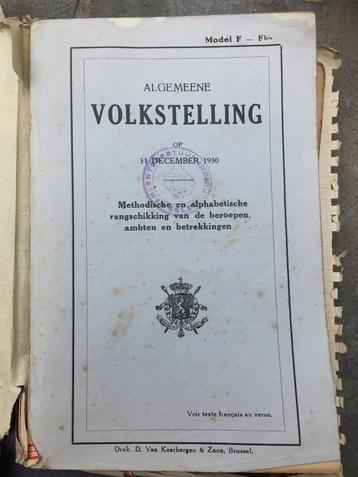 Model F — Fbis
ALGEMEENE
VOLKSTELLING
OP
31 DECEMBER 1930
Methodische en alphabetische
rangschikking van de beroepen,
ambten en betrekkingen
Voir texte français au verso.
Druk. D. Van Keerbergen & Zoon, Brussel.